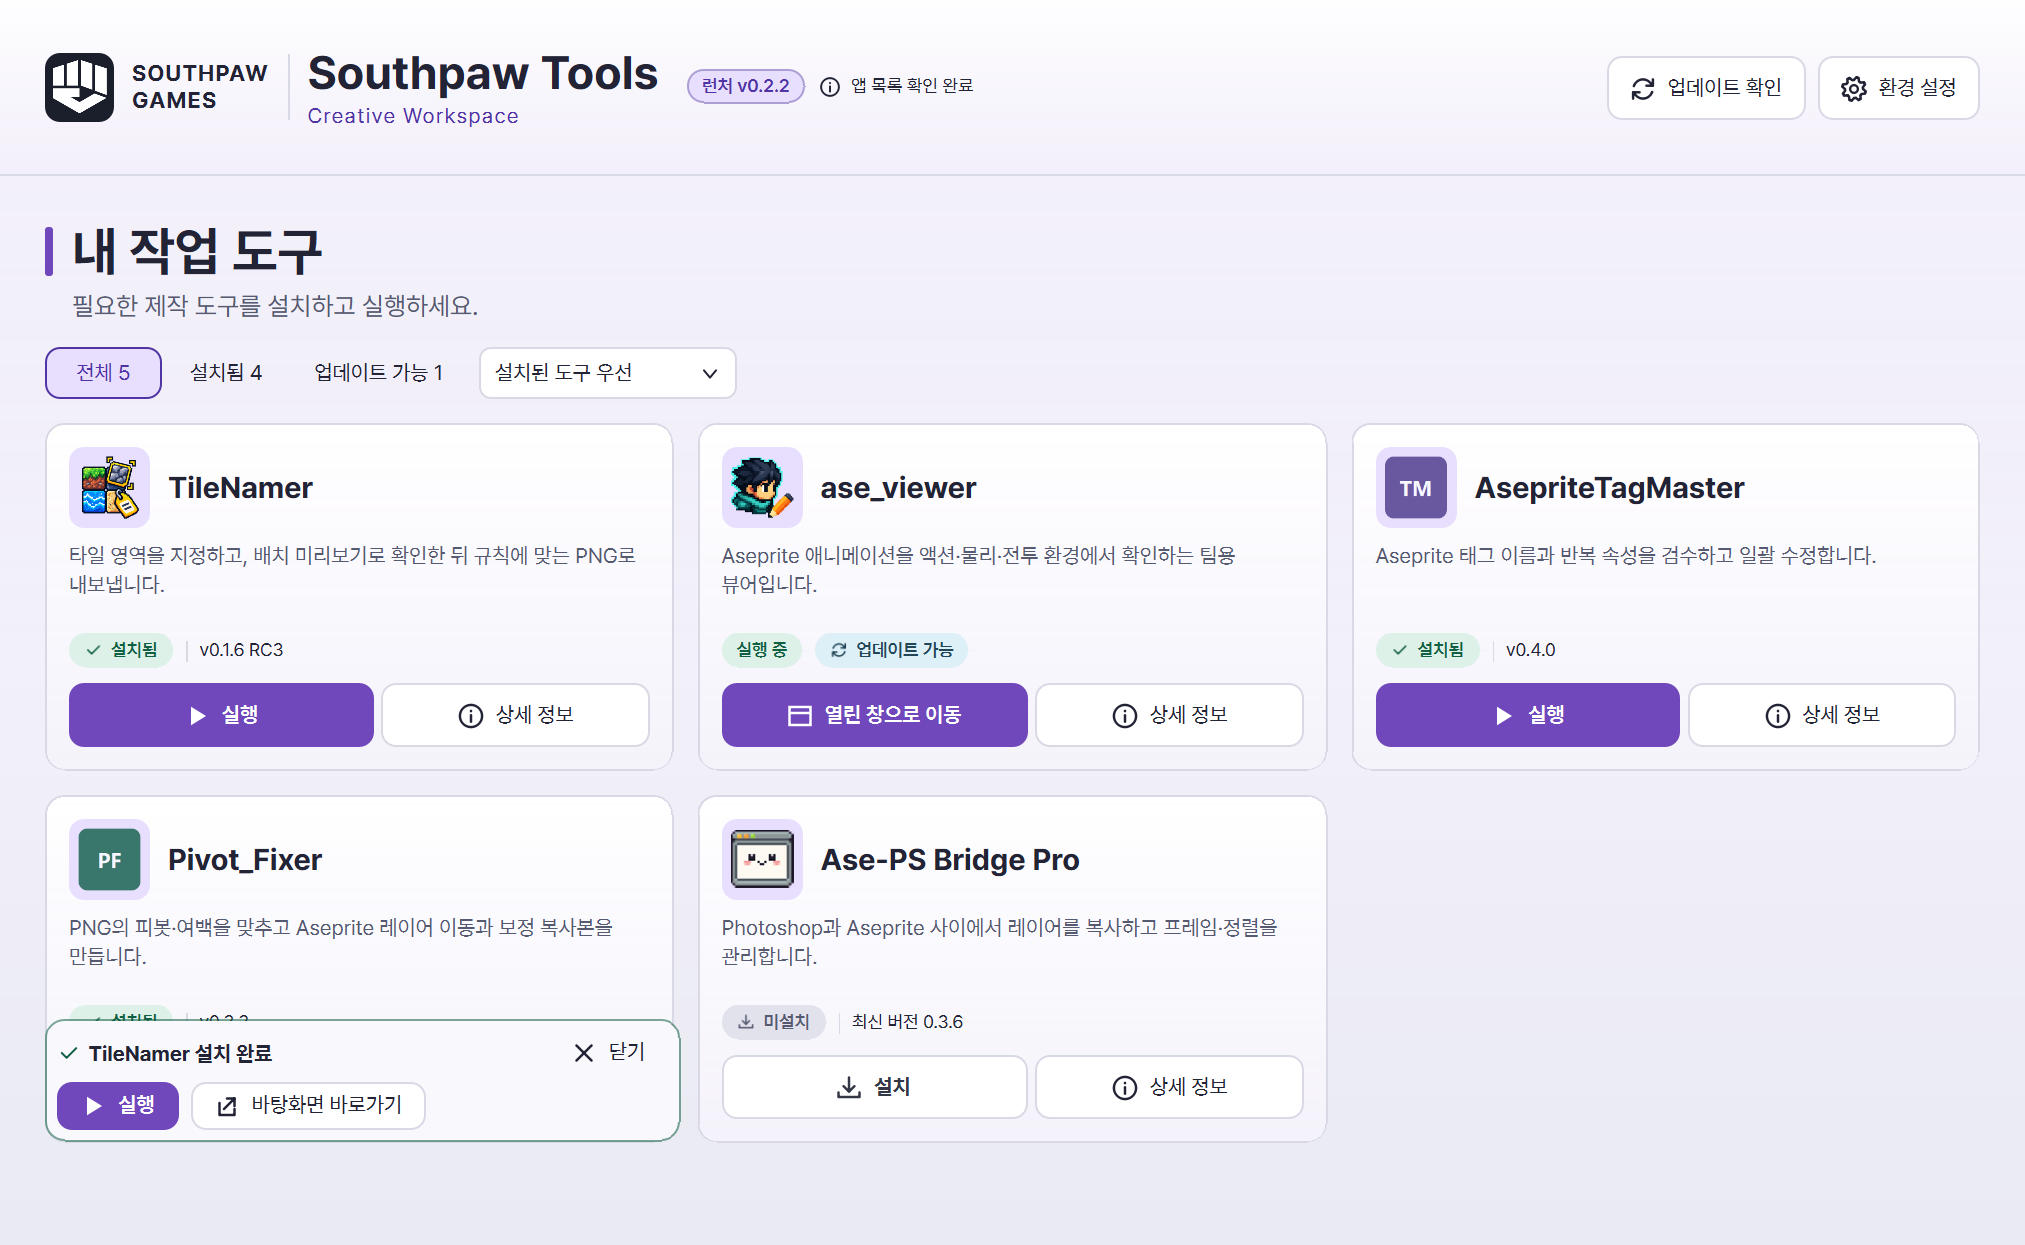 SOUTHPAW
GAMES
Southpaw Tools
Creative Workspace
런처 v0.2.2
앱 목록 확인 완료
업데이트 확인
환경 설정
내 작업 도구
필요한 제작 도구를 설치하고 실행하세요.
전체 5
설치됨 4
업데이트 가능 1
설치된 도구 우선
TileNamer
타일 영역을 지정하고, 배치 미리보기로 확인한 뒤 규칙에 맞는 PNG로
내보냅니다.
설치됨
v0.1.6 RC3
실행
상세 정보
ase_viewer
Aseprite 애니메이션을 액션·물리·전투 환경에서 확인하는 팀용
뷰어입니다.
실행 중
업데이트 가능
열린 창으로 이동
상세 정보
TM
AsepriteTagMaster
Aseprite 태그 이름과 반복 속성을 검수하고 일괄 수정합니다.
설치됨
v0.4.0
실행
상세 정보
PF
Pivot_Fixer
PNG의 피봇·여백을 맞추고 Aseprite 레이어 이동과 보정 복사본을
만듭니다.
설치됨
TileNamer 설치 완료
닫기
실행
바탕화면 바로가기
Ase-PS Bridge Pro
Photoshop과 Aseprite 사이에서 레이어를 복사하고 프레임·정렬을
관리합니다.
미설치
최신 버전 0.3.6
설치
상세 정보